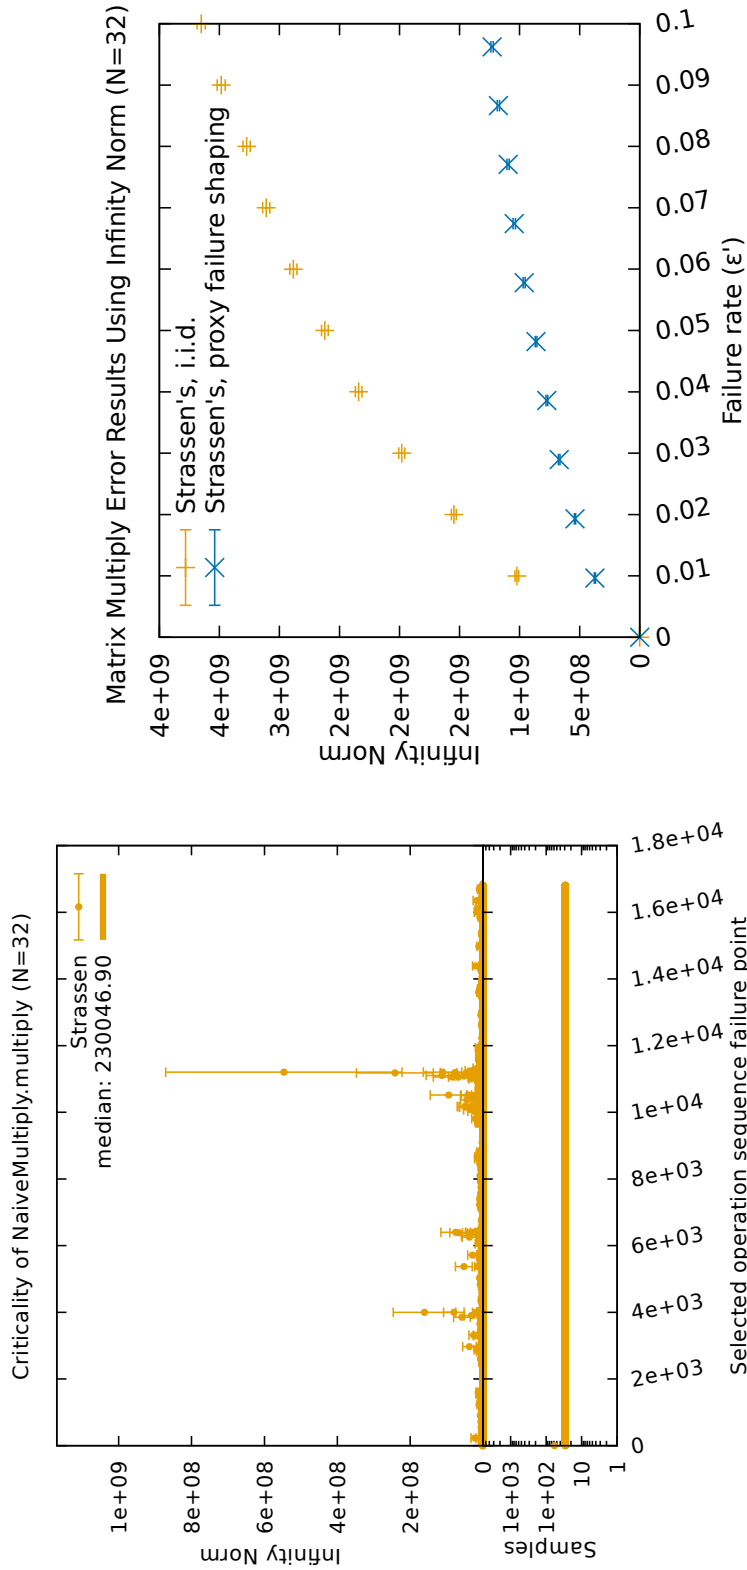 Criticality of NaiveMultiply.multiply (N=32)
Strassen
median: 230046.90
Infinity Norm
1e+09
8e+08
6e+08
4e+08
2e+08
0
Samples
1e+03
1e+02
10
1
0
2e+03
4e+03
6e+03
8e+03
1e+04
1.2e+04
1.4e+04
1.6e+04
1.8e+04
Selected operation sequence failure point
Matrix Multiply Error Results Using Infinity Norm (N=32)
Strassen's, i.i.d.
Strassen's, proxy failure shaping
Infinity Norm
4e+09
4e+09
3e+09
2e+09
2e+09
2e+09
1e+09
5e+08
0
0
0.01
0.02
0.03
0.04
0.05
0.06
0.07
0.08
0.09
0.1
Failure rate (ε')